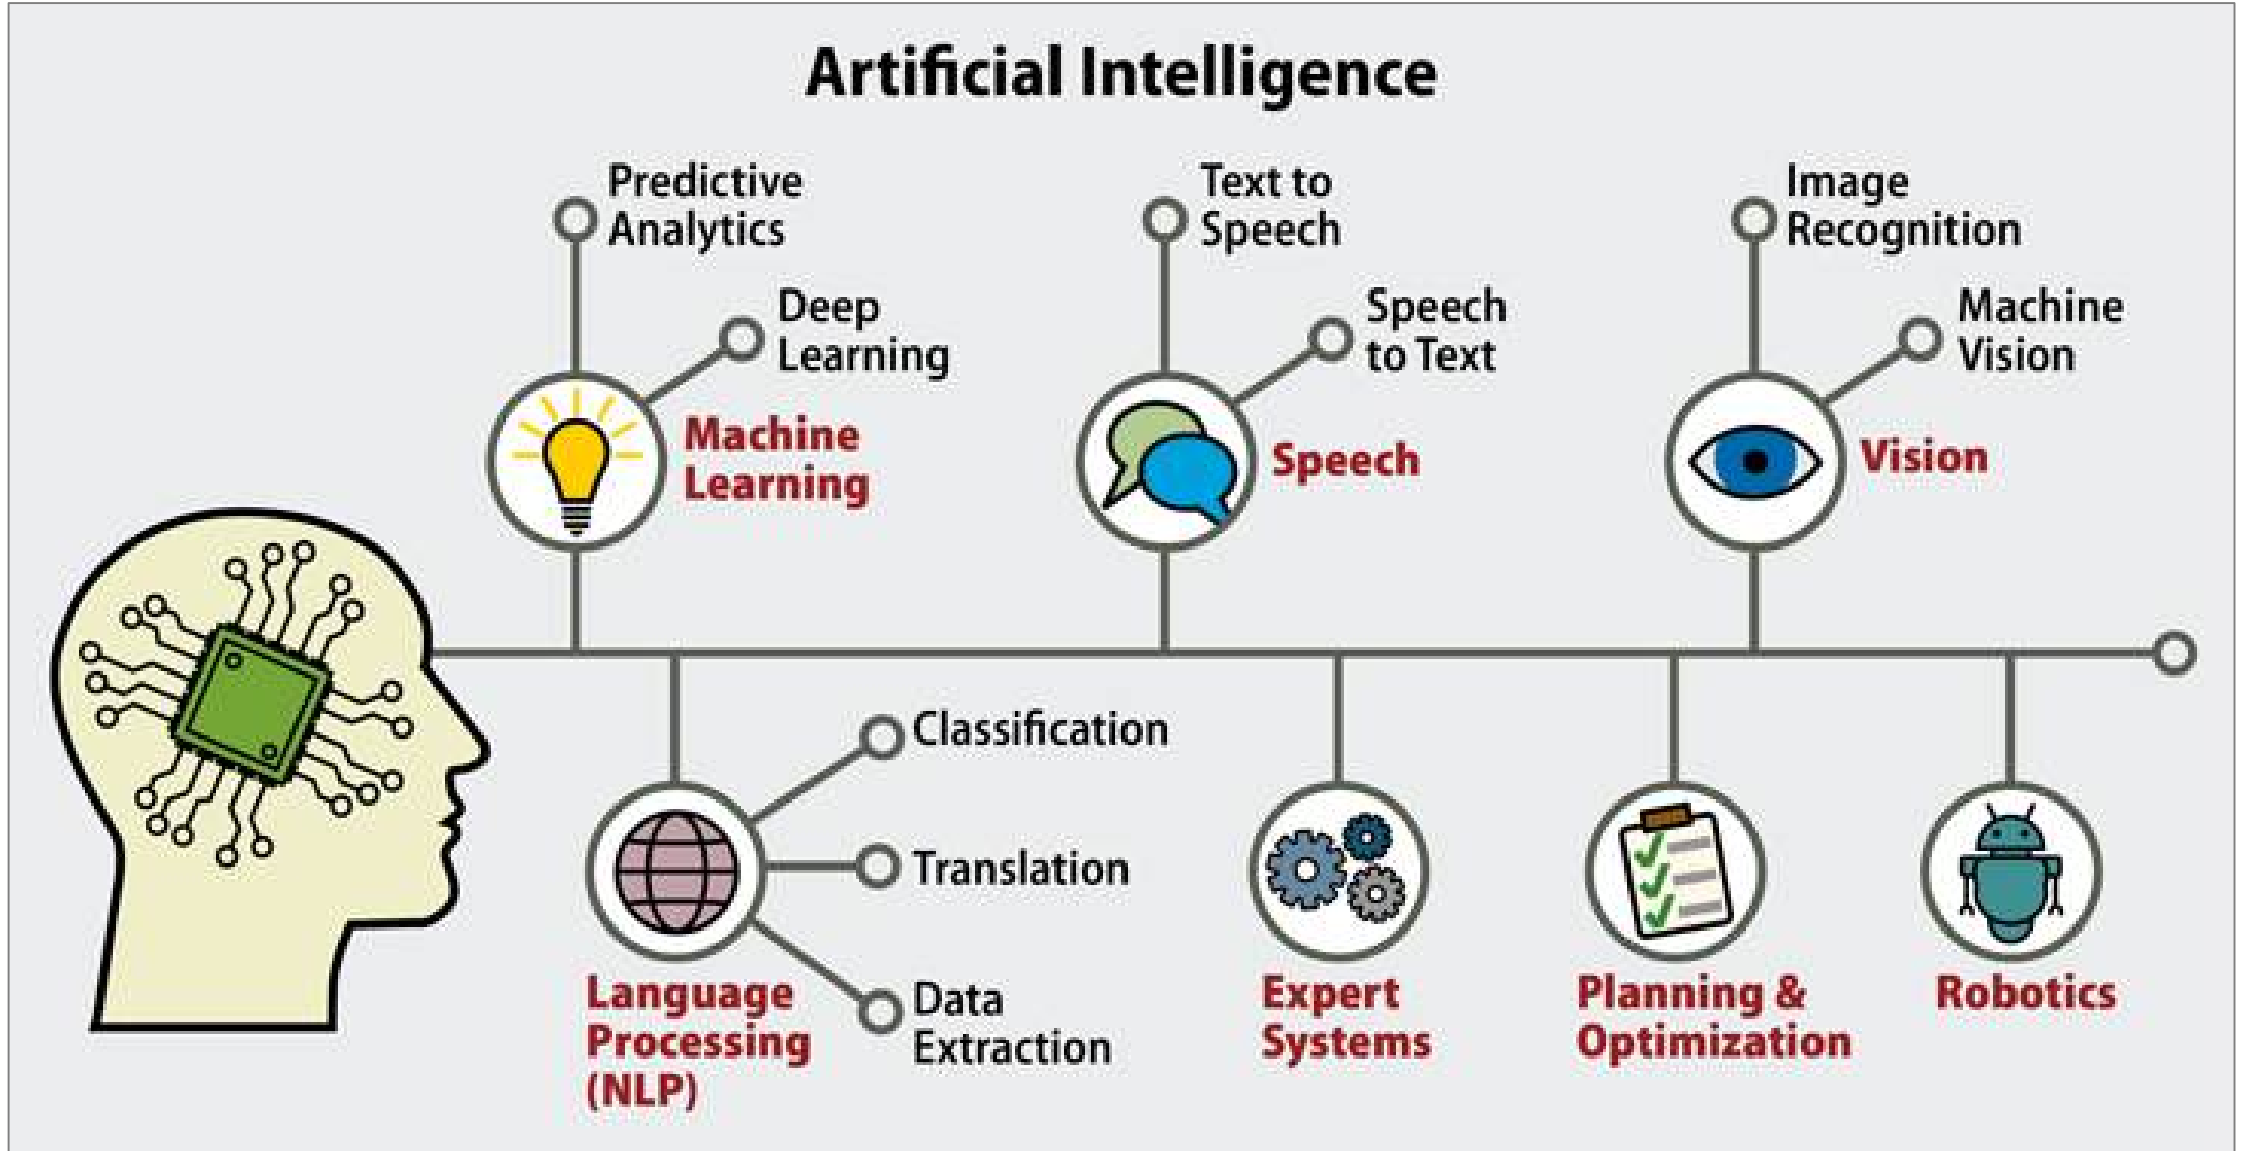 Artificial Intelligence
Predictive
Analytics
Deep
Learning
Machine
Learning
Text to
Speech
Speech
to Text
Speech
Image
Recognition
Machine
Vision
Vision
Classification
Translation
Data
Extraction
Language
Processing
(NLP)
Expert
Systems
Planning &
Optimization
Robotics